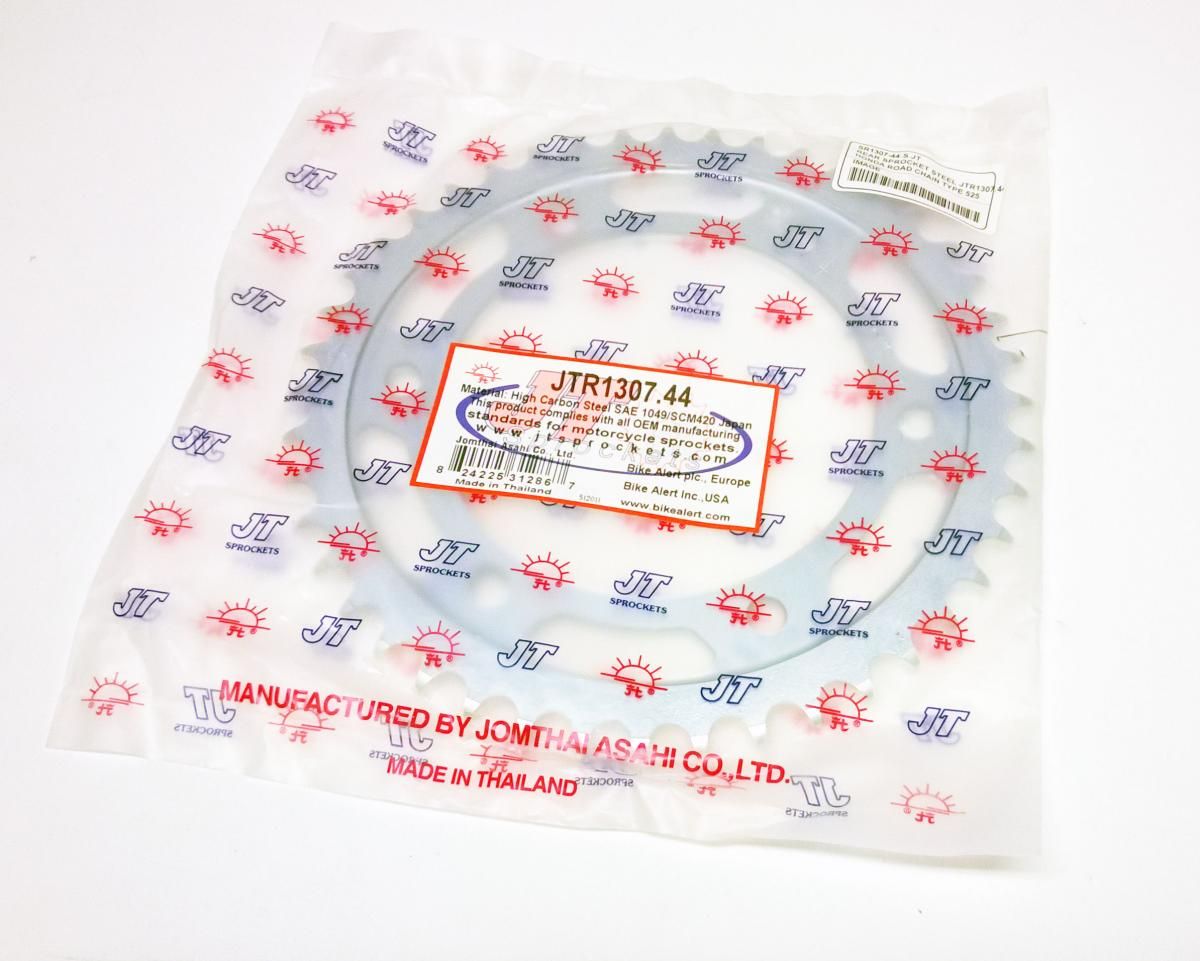 SR1307-44.S JT
REAR SPROCKET STEEL JTR1307.44
HONDA ROAD CHAIN TYPE 525
IMAGE
JT
SPROCKETS
JTR1307.44
Material: High Carbon Steel SAE 1049/SCM420 Japan
This product complies with all OEM manufacturing
standards for motorcycle sprockets.
www.jtsprockets.com
Jomthai Asahi Co., Ltd.
Bike Alert plc., Europe
8 24225 31286 7
Bike Alert Inc.,USA
Made in Thailand
www.bikealert.com
MANUFACTURED BY JOMTHAI ASAHI CO.,LTD.
MADE IN THAILAND